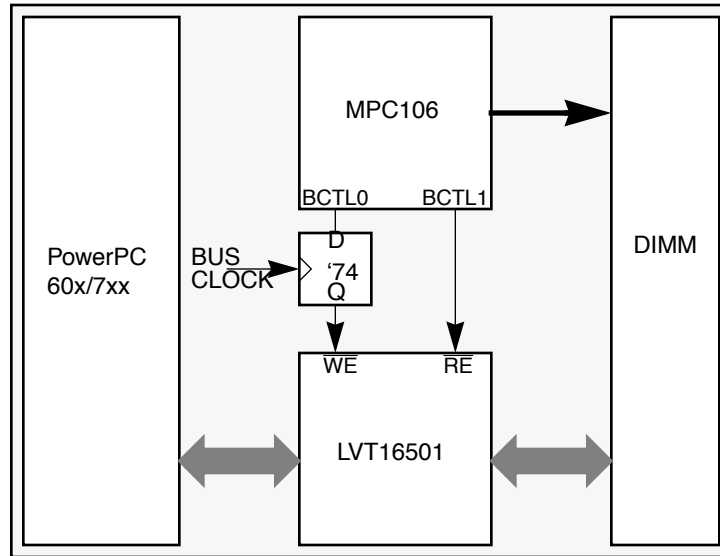 MPC106
BCTL0
BCTL1
D
‘74
Q
BUS
CLOCK
PowerPC
60x/7xx
DIMM
WE
RE
LVT16501